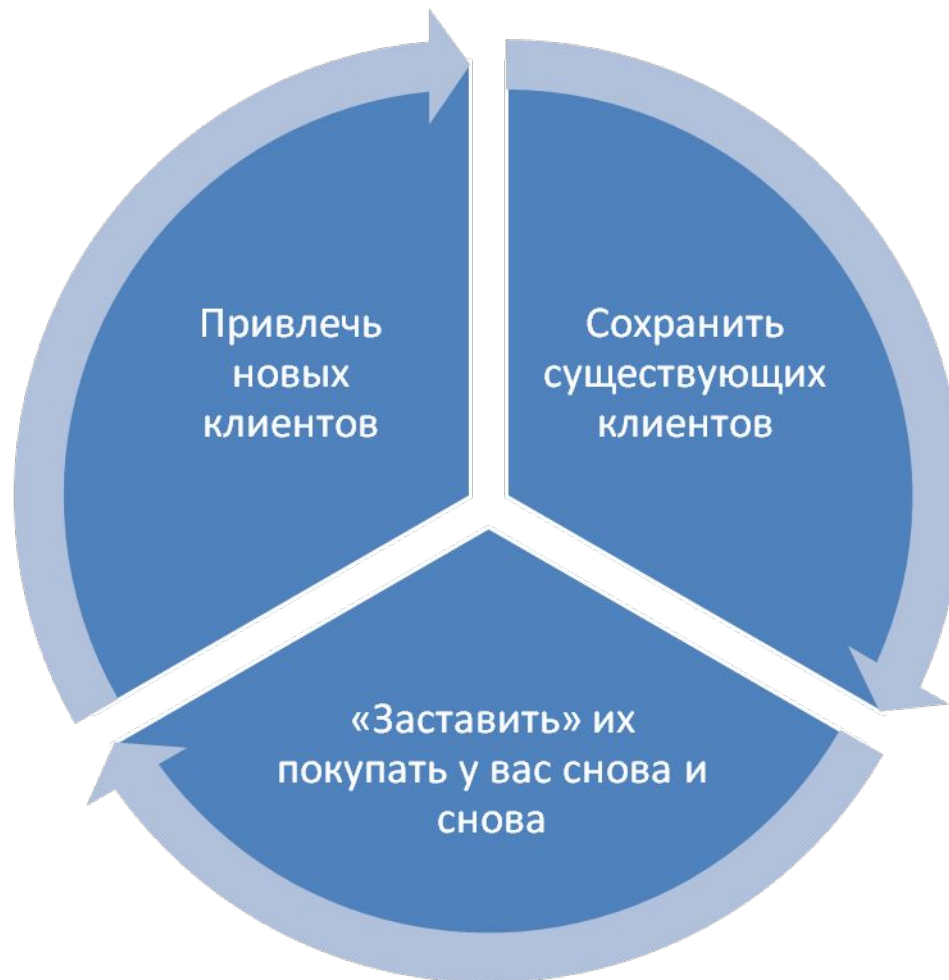 Привлечь
новых
клиентов
Сохранить
существующих
клиентов
«Заставить» их
покупать у вас снова и
снова